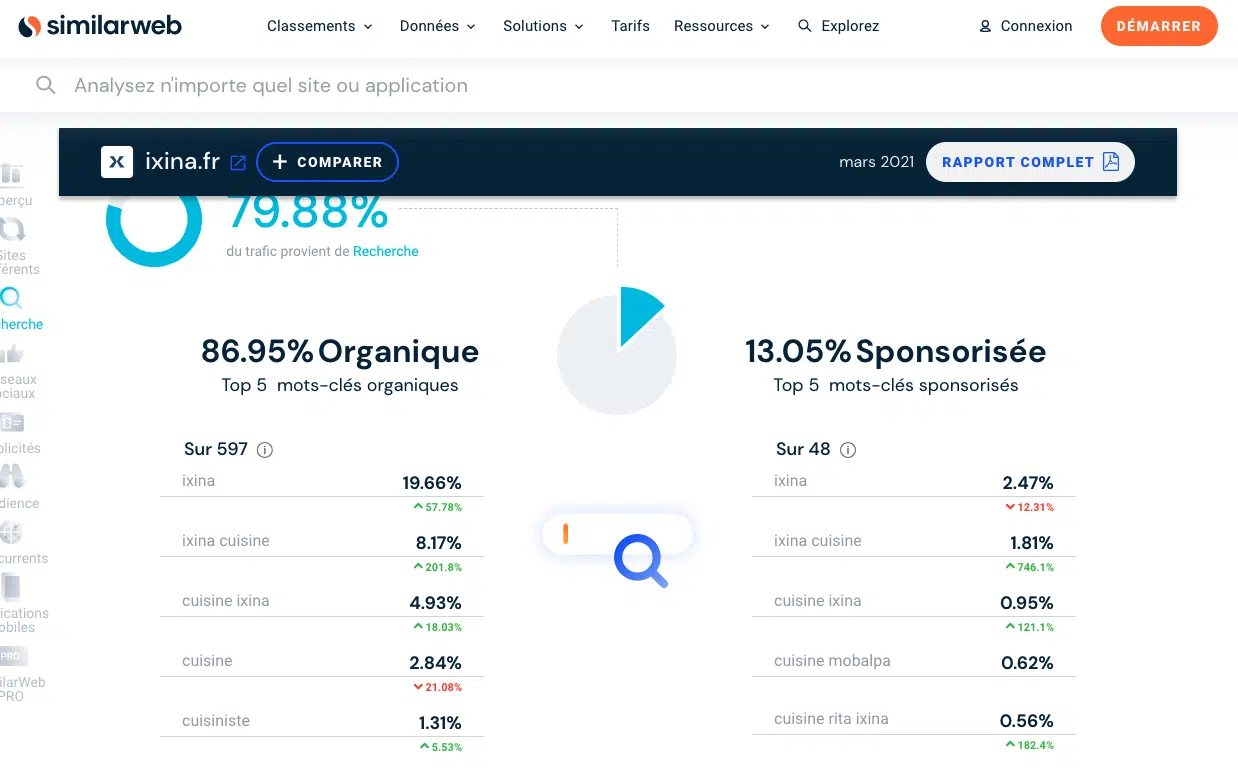 similarweb
Classements
Données
Solutions
Tarifs
Ressources
Explorez
Connexion
DÉMARRER
Analysez n'importe quel site ou application
ixina.fr
COMPARER
mars 2021
RAPPORT COMPLET
79.88%
du trafic provient de Recherche
perçu
Sites
férents
herche
seaux
ociaux
licités
dience
currents
ications
obiles
PRO
ilarWeb
PRO
86.95% Organique
Top 5 mots-clés organiques
Sur 597
ixina 19.66%
57.78%
ixina cuisine 8.17%
201.8%
cuisine ixina 4.93%
18.03%
cuisine 2.84%
21.08%
cuisiniste 1.31%
5.53%
13.05% Sponsorisée
Top 5 mots-clés sponsorisés
Sur 48
ixina 2.47%
12.31%
ixina cuisine 1.81%
746.1%
cuisine ixina 0.95%
121.1%
cuisine mobalpa 0.62%
cuisine rita ixina 0.56%
182.4%